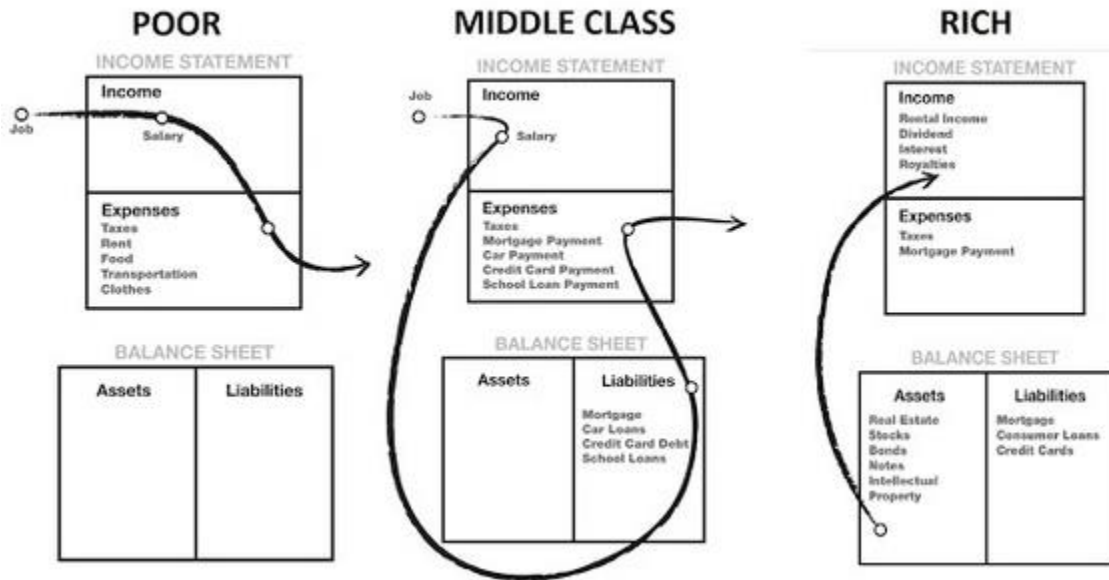 POOR
INCOME STATEMENT
Income
Job
Salary
Expenses
Taxes
Rent
Food
Transportation
Clothes
BALANCE SHEET
Assets
Liabilities
MIDDLE CLASS
INCOME STATEMENT
Job
Income
Salary
Expenses
Taxes
Mortgage Payment
Car Payment
Credit Card Payment
School Loan Payment
BALANCE SHEET
Assets
Liabilities
Mortgage
Car Loans
Credit Card Debt
School Loans
RICH
INCOME STATEMENT
Income
Rental Income
Dividend
Interest
Royalties
Expenses
Taxes
Mortgage Payment
BALANCE SHEET
Assets
Real Estate
Stocks
Bonds
Notes
Intellectual
Property
Liabilities
Mortgage
Consumer Loans
Credit Cards